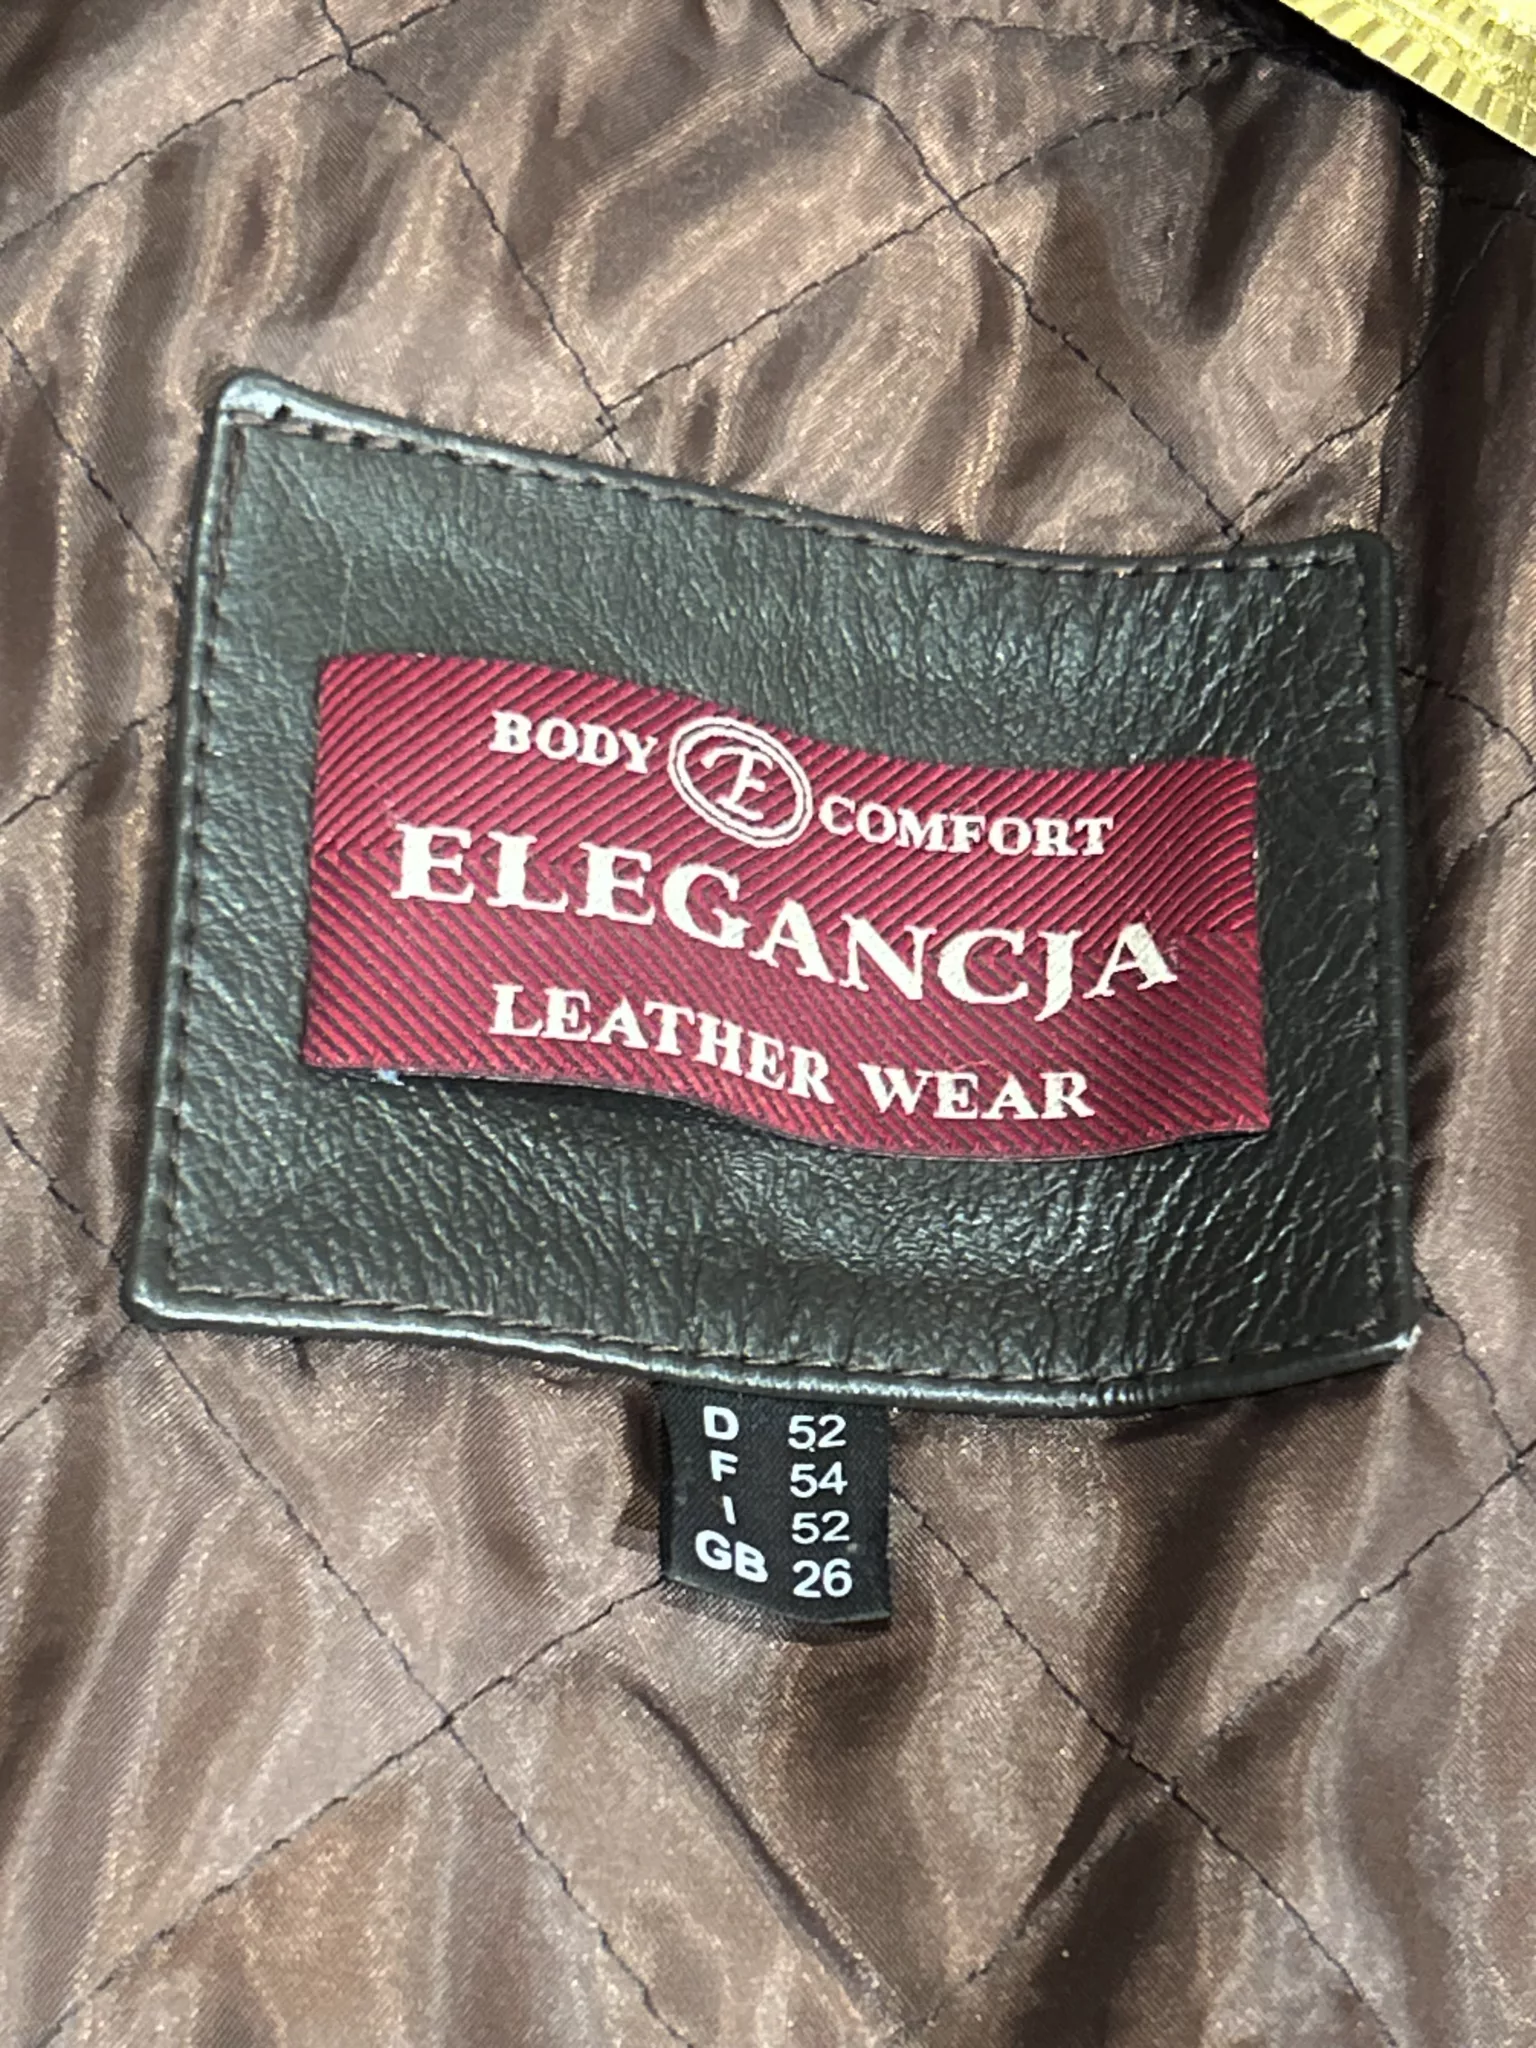 BODY E COMFORT
ELEGANCJA
LEATHER WEAR
D 52
F 54
I 52
GB 26